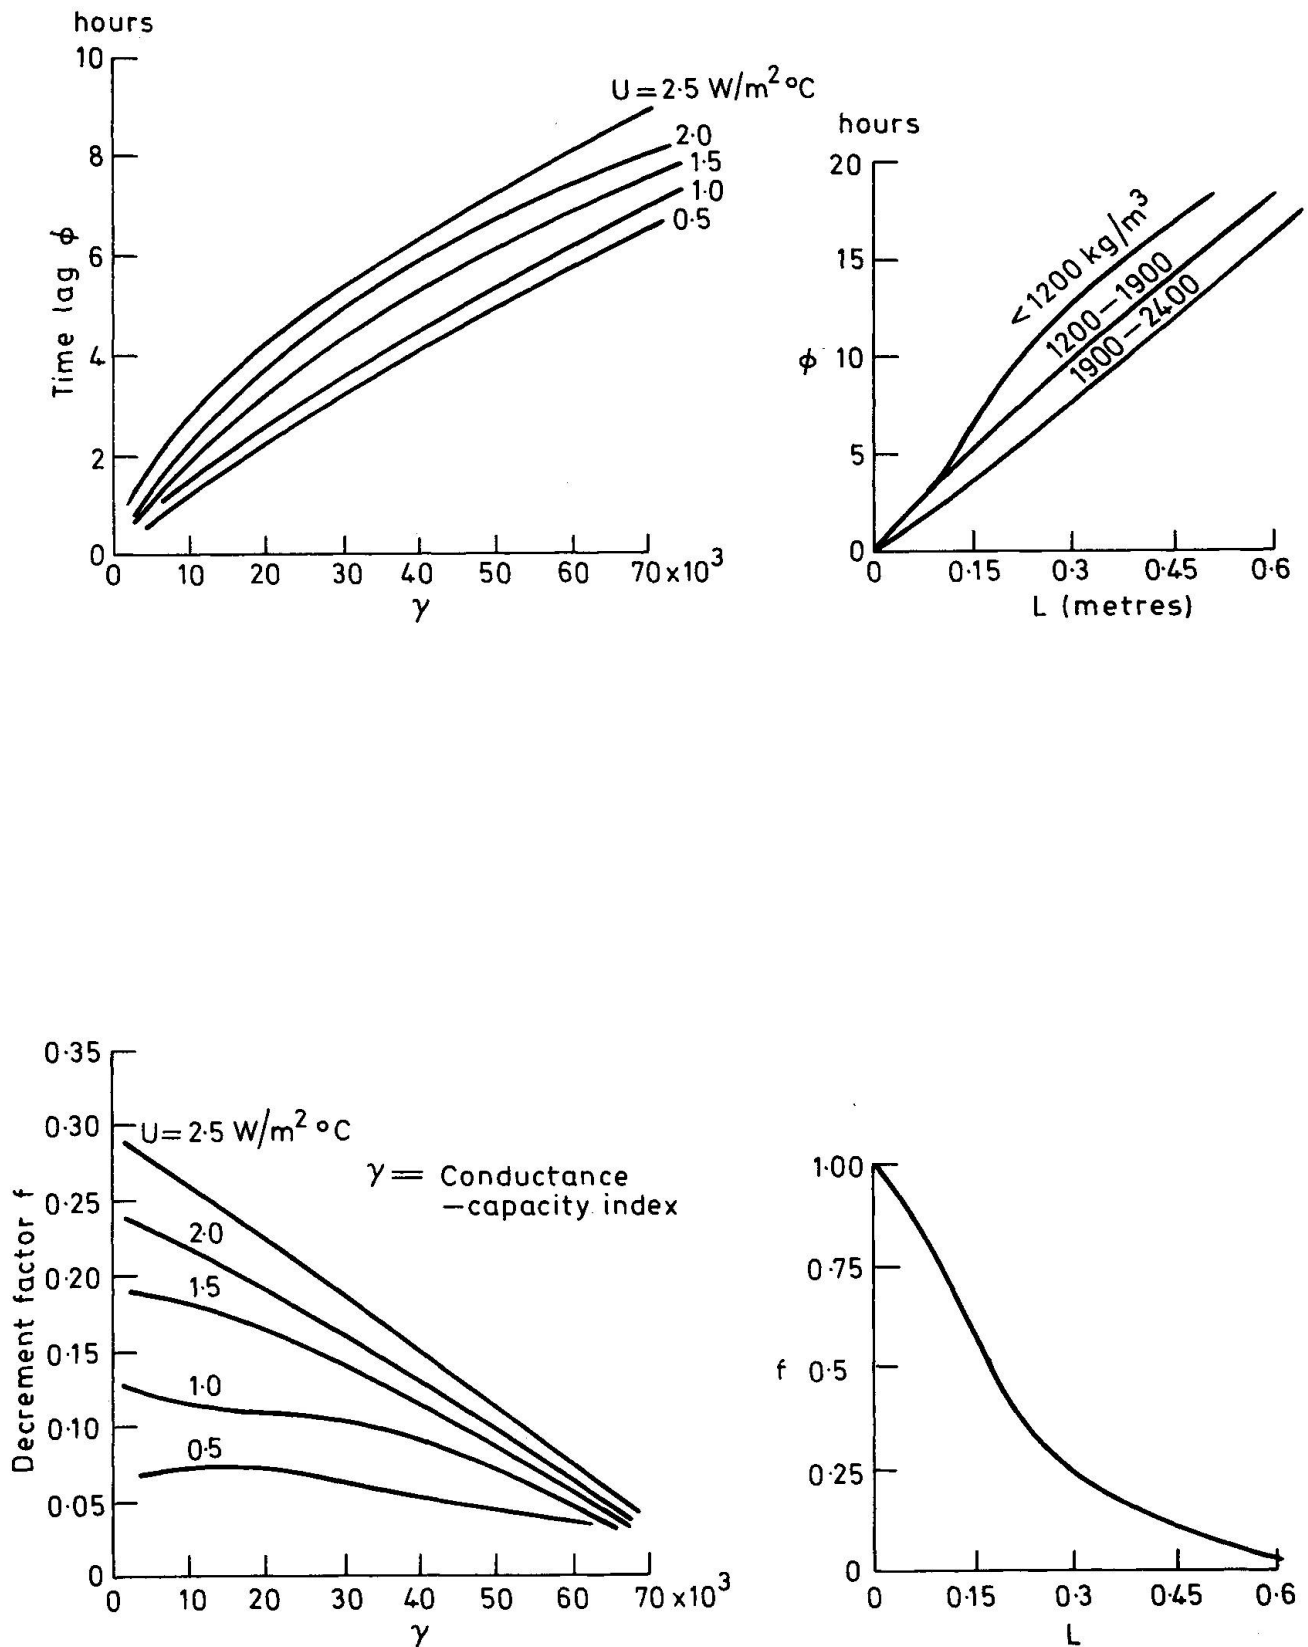 hours
10
8
6
4
2
0
Time lag ϕ
U = 2·5 W/m² °C
2·0
1·5
1·0
0·5
0 10 20 30 40 50 60 70 x10³
γ
hours
20
15
10
5
0
ϕ
<1200 kg/m³
1200 — 1900
1900 — 2400
0 0·15 0·3 0·45 0·6
L (metres)
0·35
0·30
0·25
0·20
0·15
0·10
0·05
0
Decrement factor f
U = 2·5 W/m² °C
2·0
1·5
1·0
0·5
γ = Conductance
–capacity index
0 10 20 30 40 50 60 70 x10³
γ
1·00
0·75
f 0·5
0·25
0
0 0·15 0·3 0·45 0·6
L